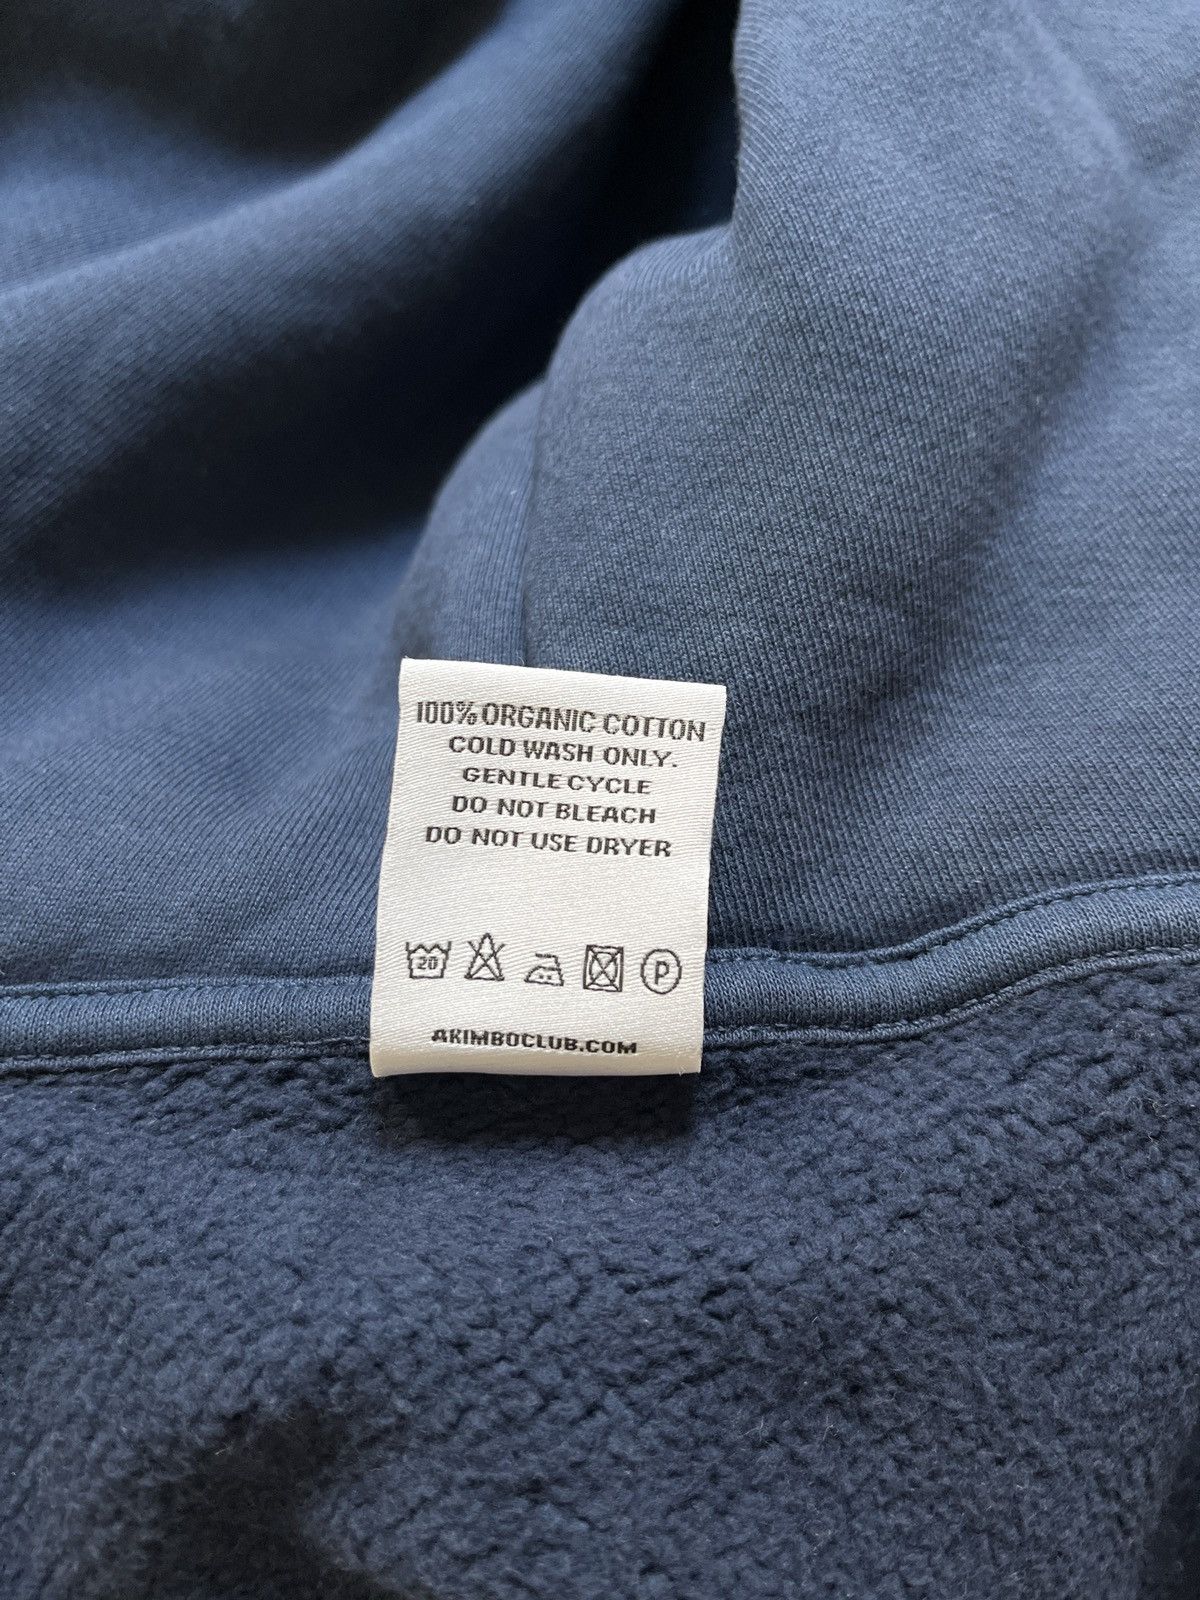 100% ORGANIC COTTON
COLD WASH ONLY.
GENTLE CYCLE
DO NOT BLEACH
DO NOT USE DRYER
20 P
AKIMBOCLUB.COM